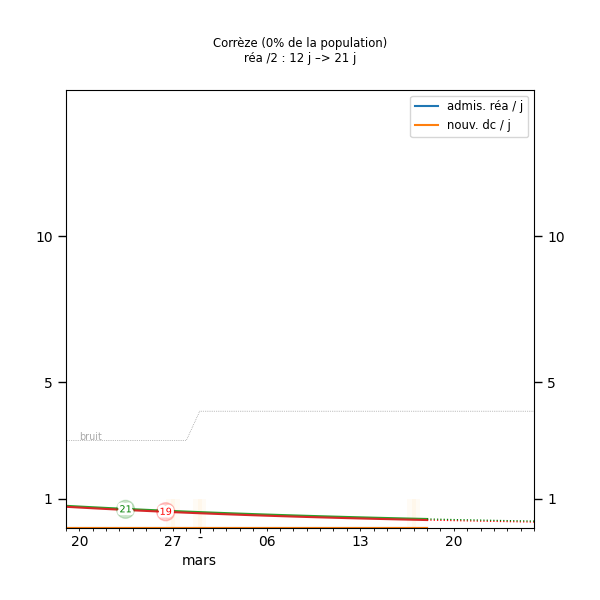 Corrèze (0% de la population)
réa /2 : 12 j –> 21 j
admis. réa / j
nouv. dc / j
10 10
5 5
bruit
1 1
21
19
20 27 - 06 13 20
mars